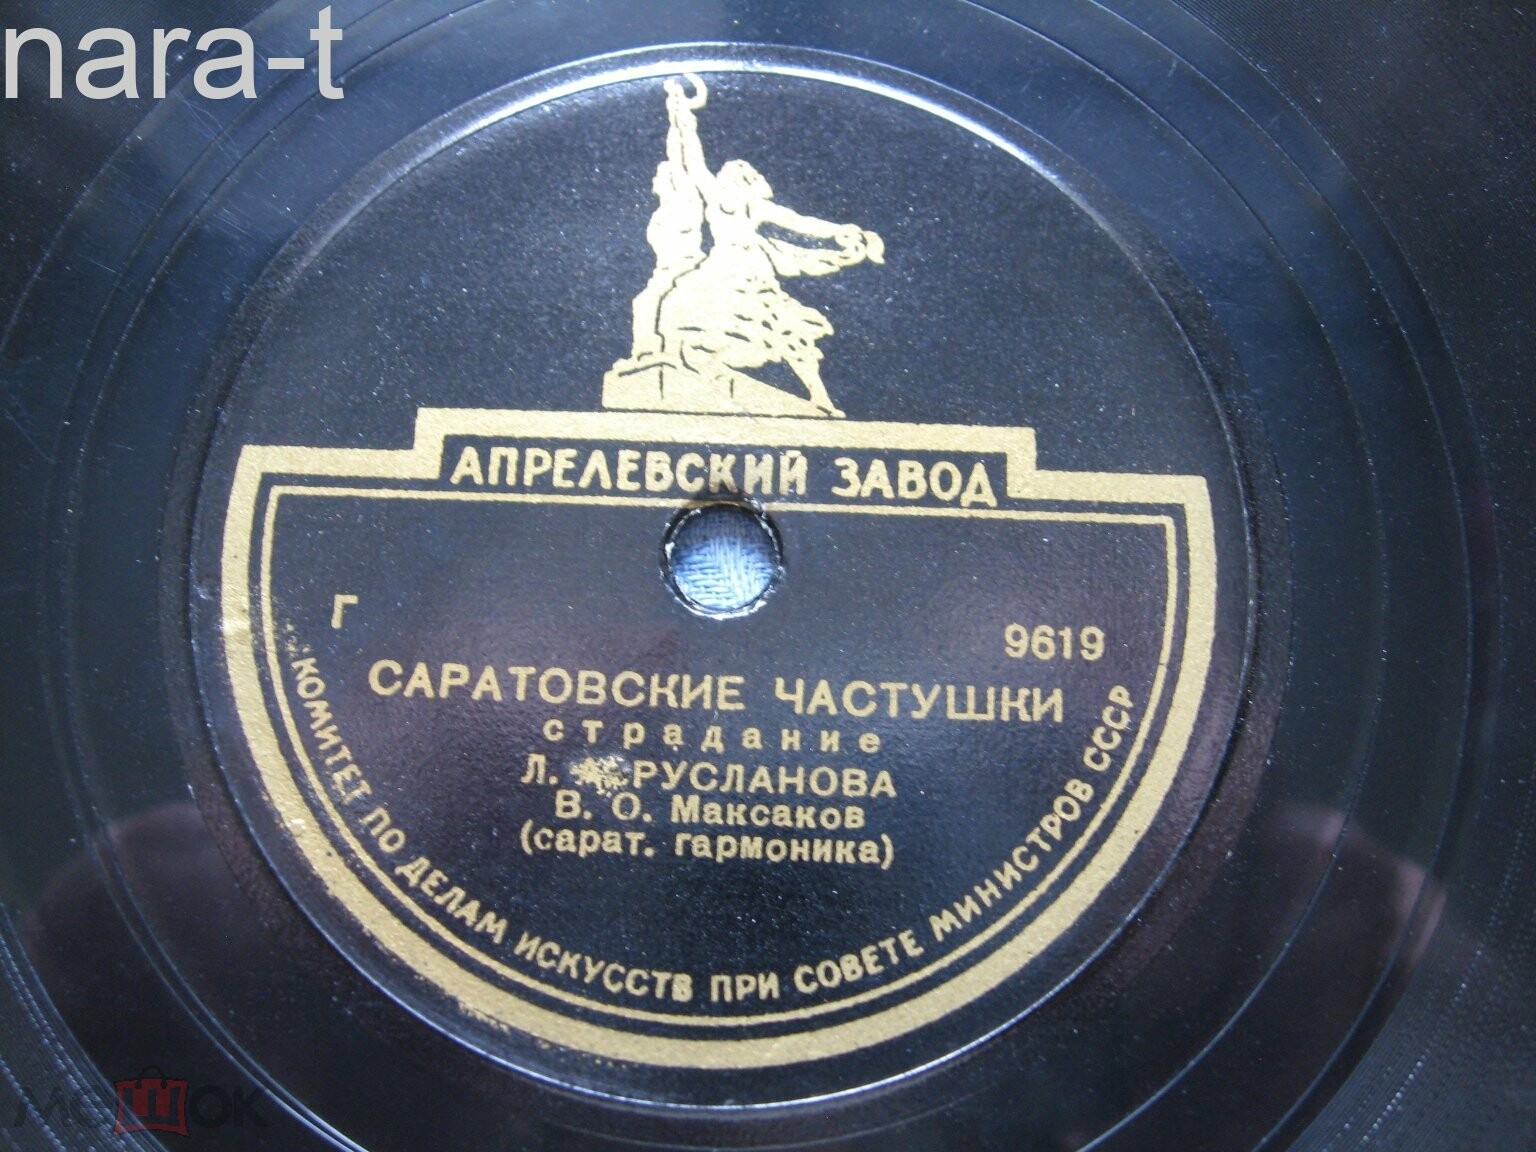 nara-t
АПРЕЛЕВСКИЙ ЗАВОД
Г
9619
САРАТОВСКИЕ ЧАСТУШКИ
страдание
Л. РУСЛАНОВА
В. О. Максаков
(сарат. гармоника)
КОМИТЕТ ПО ДЕЛАМ ИСКУССТВ ПРИ СОВЕТЕ МИНИСТРОВ СССР
мешок